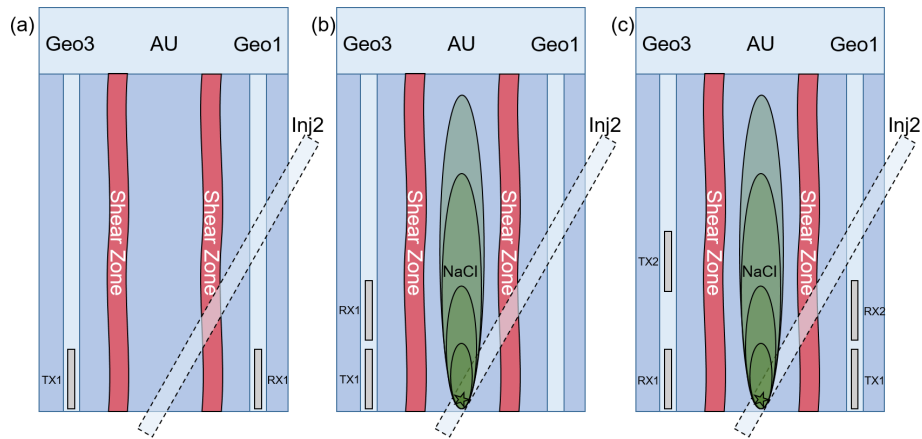 (a)
Geo3 AU Geo1
Inj2
Shear Zone
Shear Zone
TX1
RX1
(b)
Geo3 AU Geo1
Inj2
Shear Zone
Shear Zone
NaCl
RX1
TX1
(c)
Geo3 AU Geo1
Inj2
Shear Zone
Shear Zone
TX2
NaCl
RX2
RX1
TX1